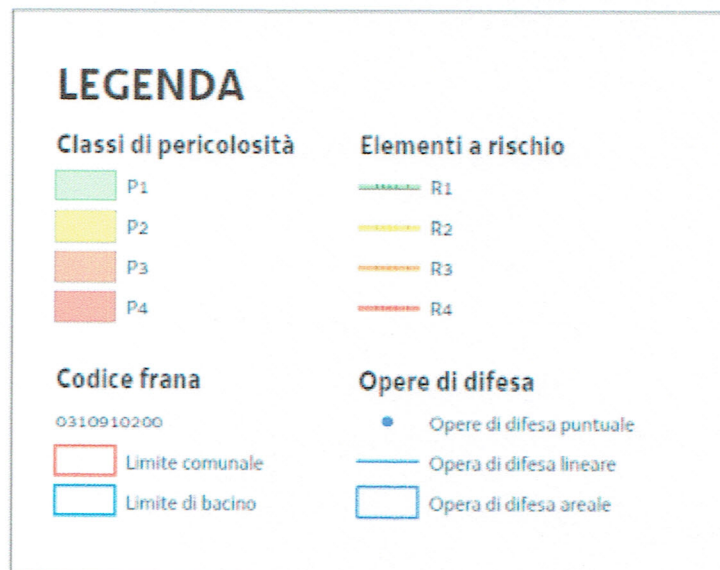 LEGENDA
Classi di pericolosità
P1
P2
P3
P4
Elementi a rischio
R1
R2
R3
R4
Codice frana
0310910200
Limite comunale
Limite di bacino
Opere di difesa
Opere di difesa puntuale
Opera di difesa lineare
Opera di difesa areale